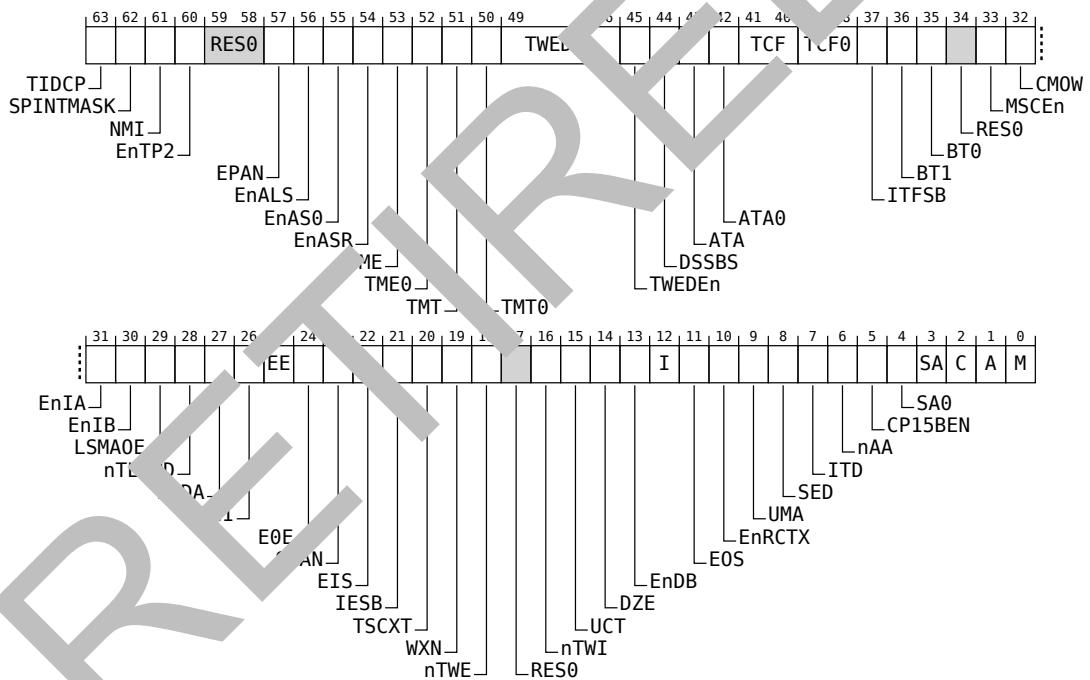 63 62 61 60 59 58 57 56 55 54 53 52 51 50 49 45 44 41 37 36 35 34 33 32
RES0 TCF TCF0
TIDCP CMOW
SPINTMASK MSCEn
NMI RES0
EnTP2 BT0
EPAN BT1
EnALS ITFSB
EnAS0 ATA0
EnASR ATA
DSSBS
TME0 TWEDEn
TMT TMT0
31 30 29 28 27 26 24 22 21 20 19 16 15 14 13 12 11 10 9 8 7 6 5 4 3 2 1 0
EE I SA C A M
EnIA SA0
EnIB CP15BEN
LSMAOE nAA
ITD
SED
UMA
E0E EnRCTX
EOS
EIS EnDB
IESB DZE
TSCXT UCT
WXN nTWI
nTWE RES0
RETIRED